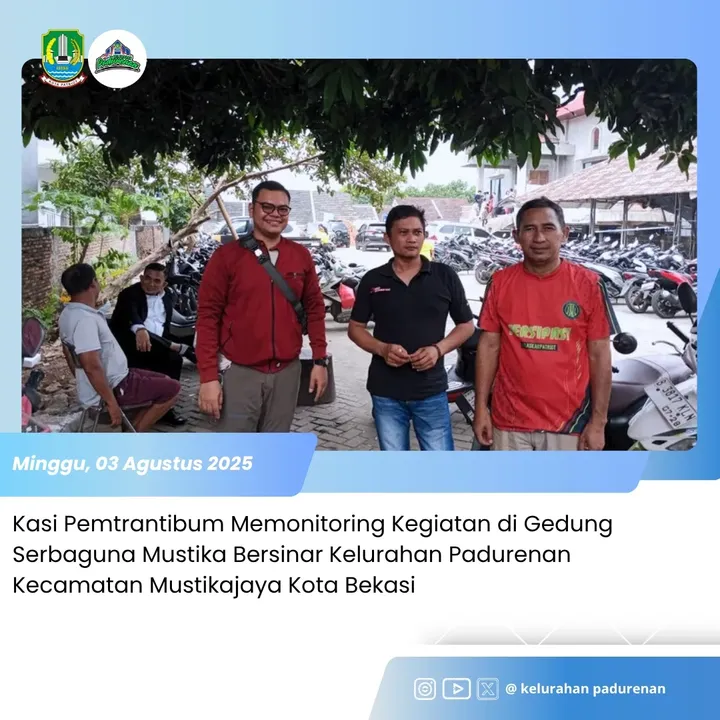 Minggu, 03 Agustus 2025
Kasi Pemtrantibum Memonitoring Kegiatan di Gedung
Serbaguna Mustika Bersinar Kelurahan Padurenan
Kecamatan Mustikajaya Kota Bekasi
@ kelurahan padurenan